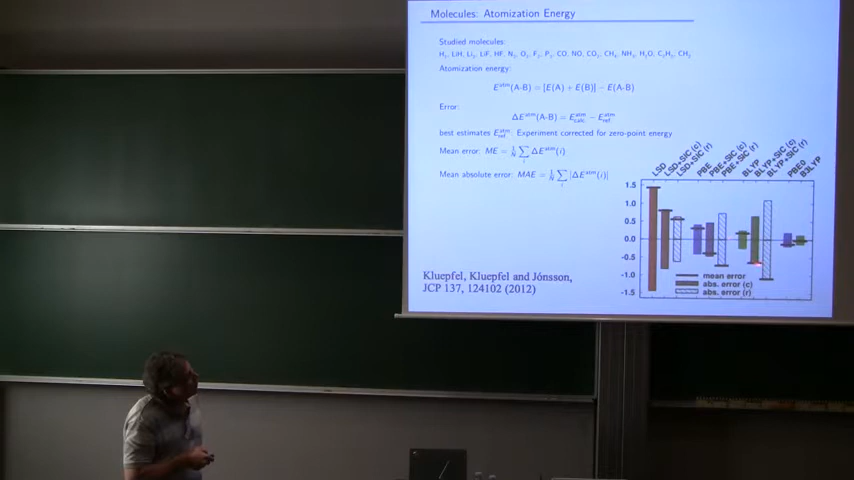 Molecules: Atomization Energy
Studied molecules:
H₂, LiH, Li₂, LiF, HF, N₂, O₂, F₂, P₂, CO, NO, CO₂, CH₄, NH₃, H₂O, C₂H₂, CH₂
Atomization energy:
E^atm(A-B) = [E(A) + E(B)] − E(A-B)
Error:
ΔE^atm(A-B) = E^atm_calc − E^atm_ref
best estimates E^atm_ref: Experiment corrected for zero-point energy
Mean error: ME = 1/N ∑_i ΔE^atm(i)
Mean absolute error: MAE = 1/N ∑_i |ΔE^atm(i)|
LSD LSD+SIC (c) LSD+SIC (r) PBE PBE+SIC (c) PBE+SIC (r) BLYP BLYP+SIC (c) BLYP+SIC (r) PBE0 B3LYP
1.5
1.0
0.5
0.0
-0.5
-1.0
-1.5
mean error
abs. error (c)
abs. error (r)
Kluepfel, Kluepfel and Jónsson,
JCP 137, 124102 (2012)